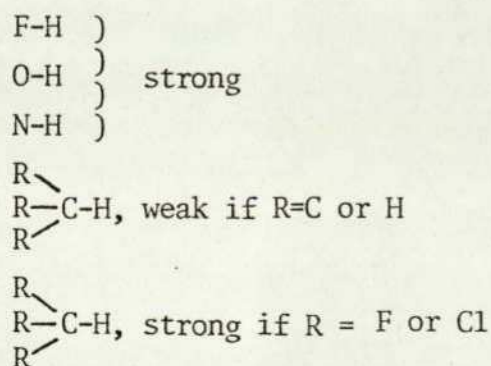 F-H )
)
O-H ) strong
)
N-H )
R
R-C-H, weak if R=C or H
R
R
R-C-H, strong if R = F or Cl
R